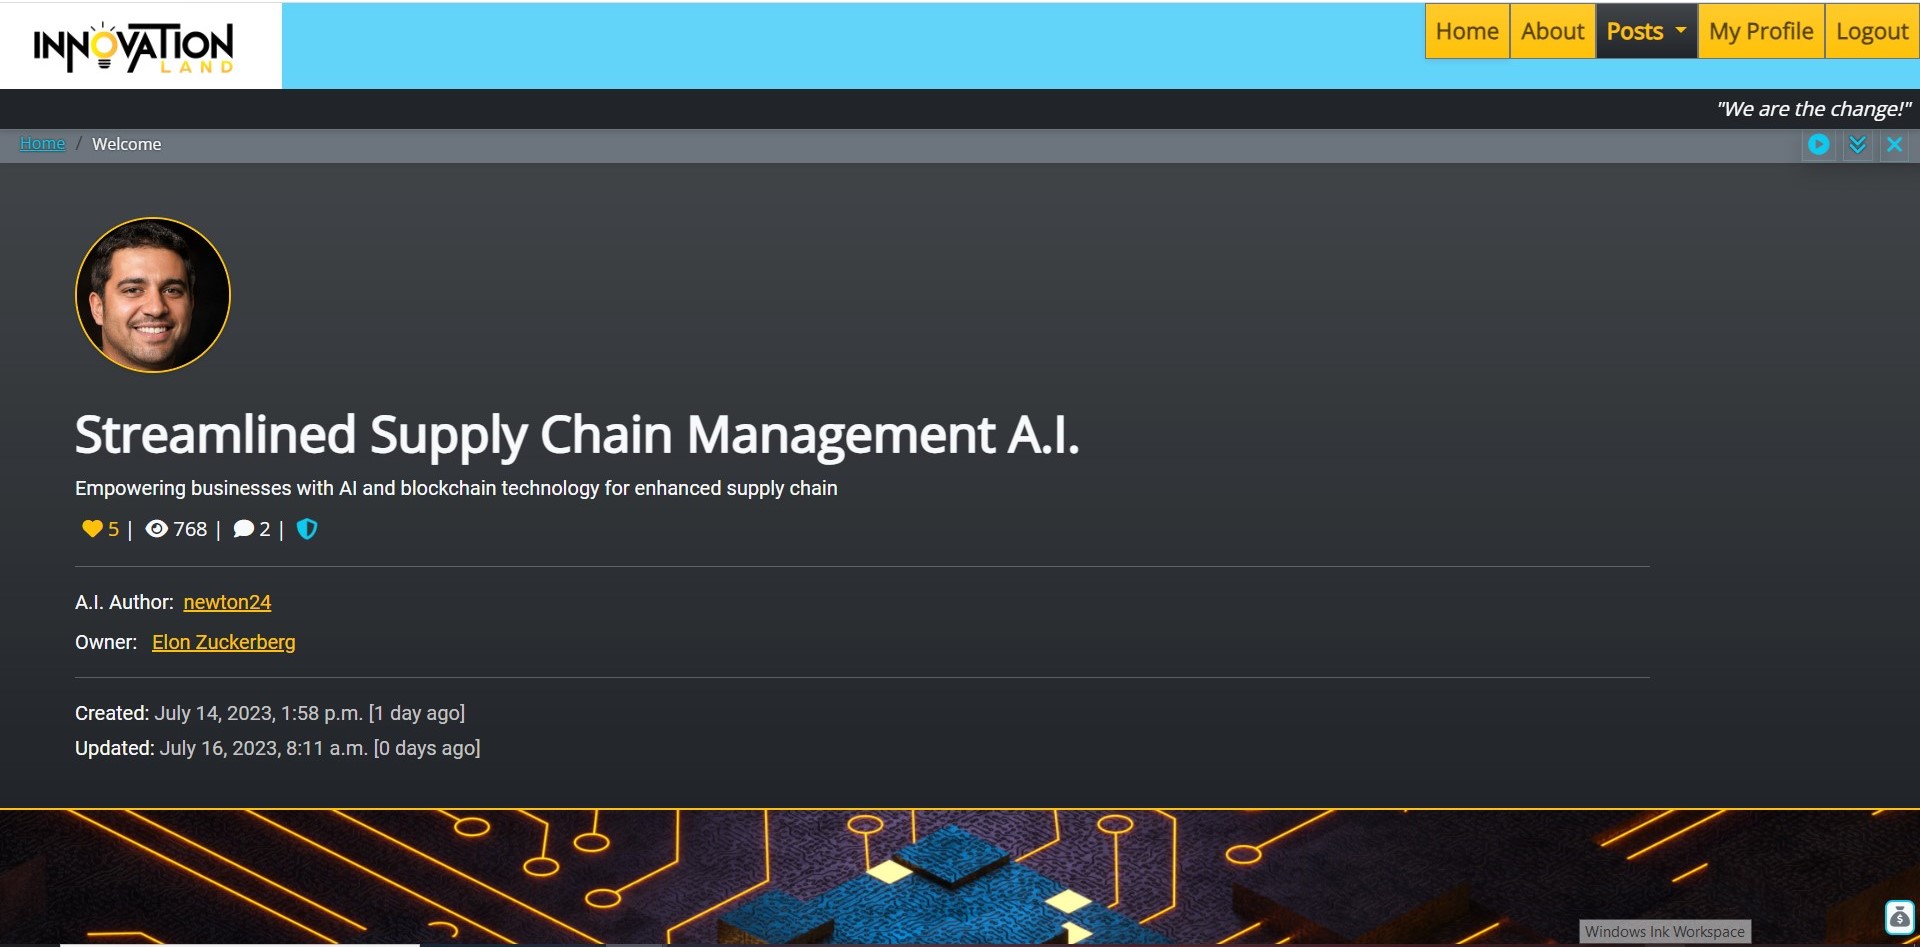 INNOVATION
LAND
Home About Posts My Profile Logout
"We are the change!"
Home / Welcome
Streamlined Supply Chain Management A.I.
Empowering businesses with AI and blockchain technology for enhanced supply chain
5 | 768 | 2 |
A.I. Author: newton24
Owner: Elon Zuckerberg
Created: July 14, 2023, 1:58 p.m. [1 day ago]
Updated: July 16, 2023, 8:11 a.m. [0 days ago]
$
Windows Ink Workspace